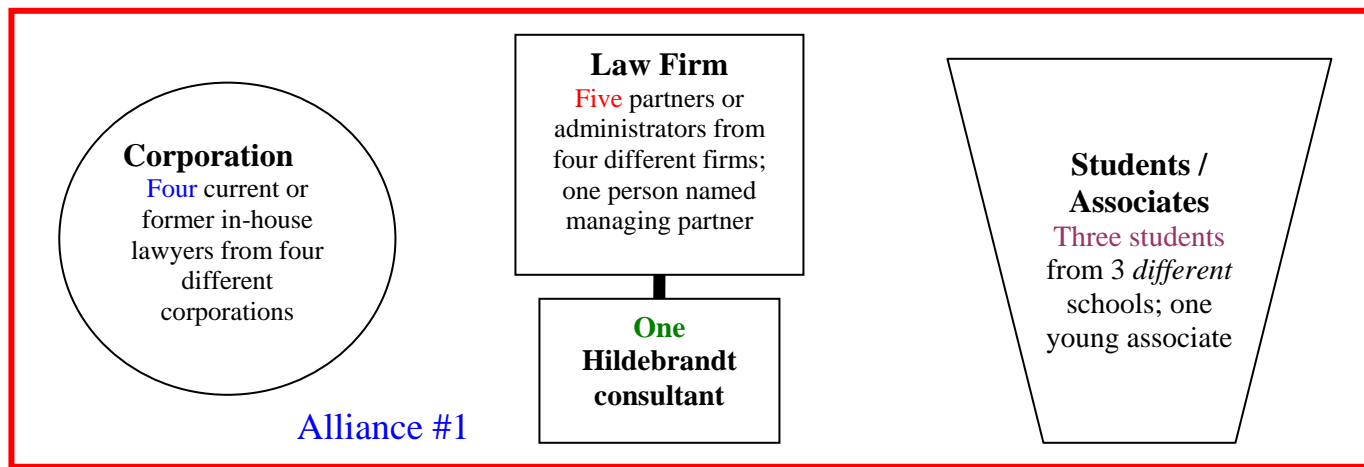 Corporation
Four current or
former in-house
lawyers from four
different
corporations
Law Firm
Five partners or
administrators from
four different firms;
one person named
managing partner
One
Hildebrandt
consultant
Students /
Associates
Three students
from 3 different
schools; one
young associate
Alliance #1